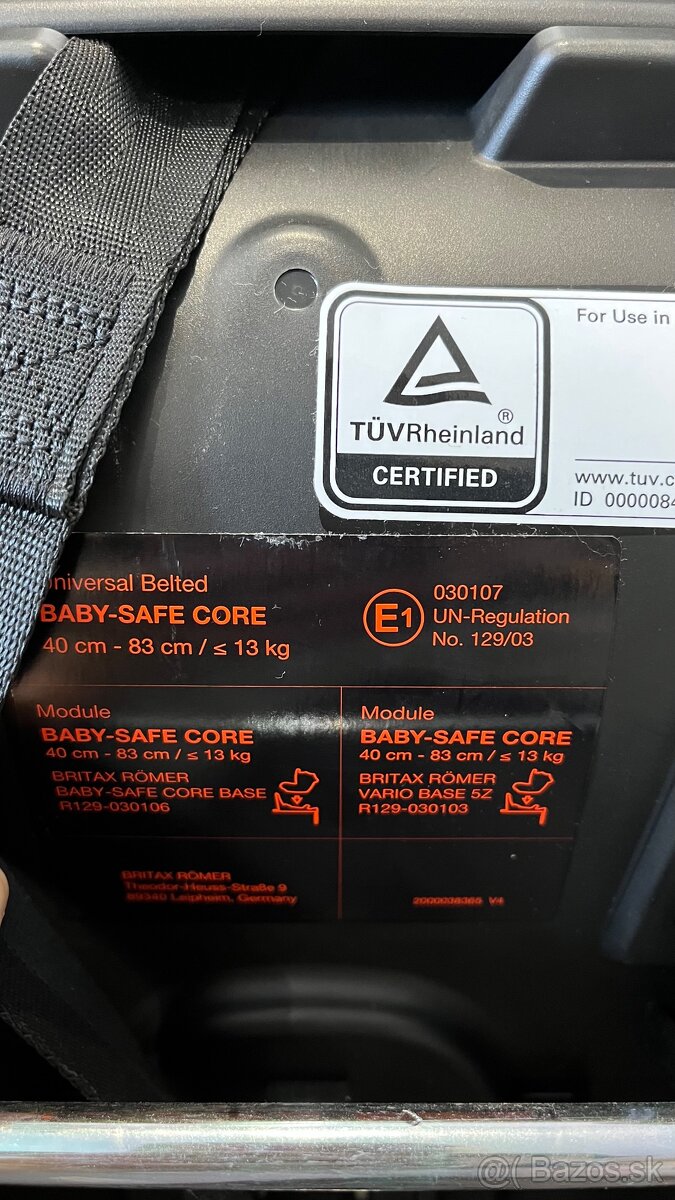 For Use in
TÜVRheinland®
CERTIFIED
www.tuv.c
ID 0000084
niversal Belted
BABY-SAFE CORE
40 cm - 83 cm / ≤ 13 kg
E1
030107
UN-Regulation
No. 129/03
Module
BABY-SAFE CORE
40 cm - 83 cm / ≤ 13 kg
BRITAX RÖMER
BABY-SAFE CORE BASE
R129-030106
Module
BABY-SAFE CORE
40 cm - 83 cm / ≤ 13 kg
BRITAX RÖMER
VARIO BASE 5Z
R129-030103
BRITAX RÖMER
Theodor-Heuss-Straße 9
89340 Leipheim, Germany
V4
@( Bazos.sk